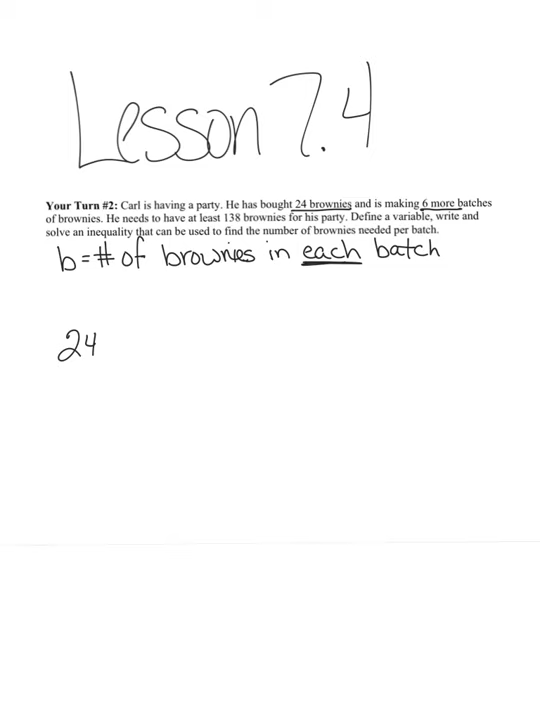 Lesson 7.4
Your Turn #2: Carl is having a party. He has bought 24 brownies and is making 6 more batches
of brownies. He needs to have at least 138 brownies for his party. Define a variable, write and
solve an inequality that can be used to find the number of brownies needed per batch.
b = # of brownies in each batch
24